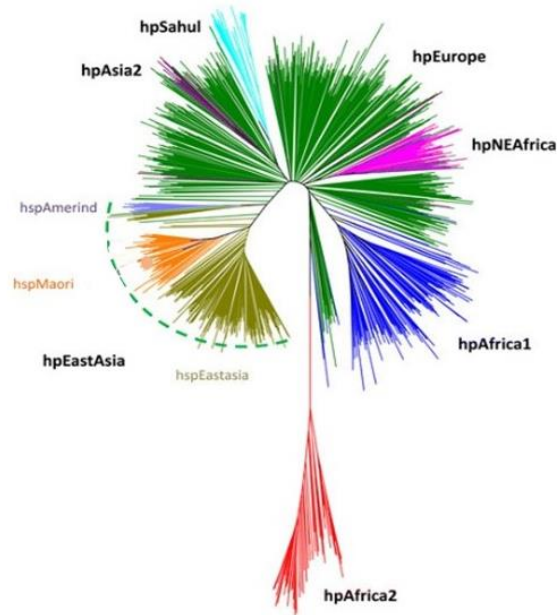 hpSahul
hpEurope
hpAsia2
hpNEAfrica
hspAmerind
hspMaori
hpAfrica1
hpEastAsia
hspEastasia
hpAfrica2